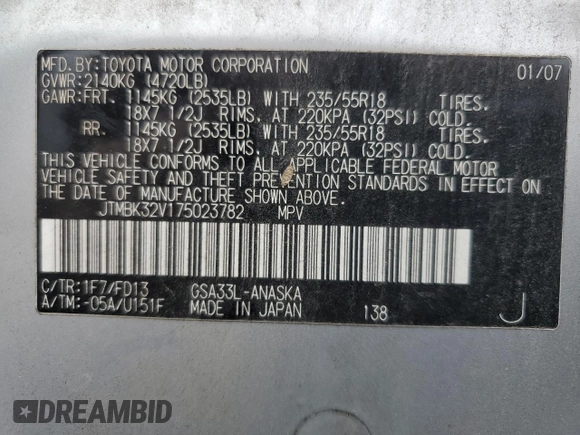 MFD. BY: TOYOTA MOTOR CORPORATION 01/07
GVWR: 2140KG (4720LB)
GAWR: FRT. 1145KG (2535LB) WITH 235/55R18 TIRES.
18X7 1/2J RIMS. AT 220KPA (32PSI) COLD.
RR. 1145KG (2535LB) WITH 235/55R18 TIRES.
18X7 1/2J RIMS. AT 220KPA (32PSI) COLD.
THIS VEHICLE CONFORMS TO ALL APPLICABLE FEDERAL MOTOR
VEHICLE SAFETY AND THEFT PREVENTION STANDARDS IN EFFECT ON
THE DATE OF MANUFACTURE SHOWN ABOVE.
JTMBK32V175023782 MPV
C/TR: 1F7/FD13 GSA33L-ANASKA
A/TM: -05A/U151F MADE IN JAPAN 138 J
DREAMBID